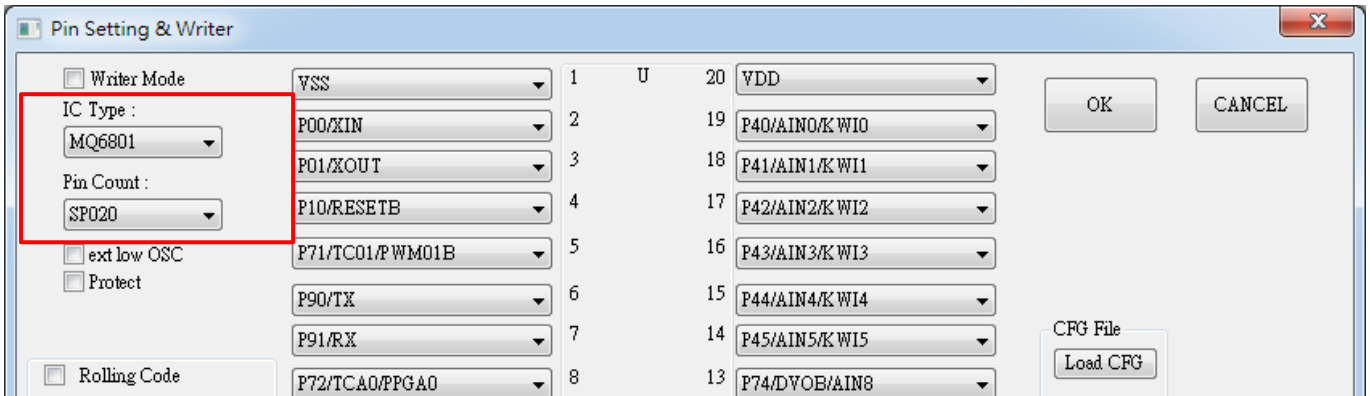 Pin Setting & Writer
Writer Mode
IC Type :
MQ6801
Pin Count :
SP020
ext low OSC
Protect
Rolling Code
VSS 1 U 20 VDD
P00/XIN 2 19 P40/AIN0/KWI0
P01/XOUT 3 18 P41/AIN1/KWI1
P10/RESETB 4 17 P42/AIN2/KWI2
P71/TC01/PWM01B 5 16 P43/AIN3/KWI3
P90/TX 6 15 P44/AIN4/KWI4
P91/RX 7 14 P45/AIN5/KWI5
P72/TCA0/PPGA0 8 13 P74/DVOB/AIN8
OK CANCEL
CFG File
Load CFG